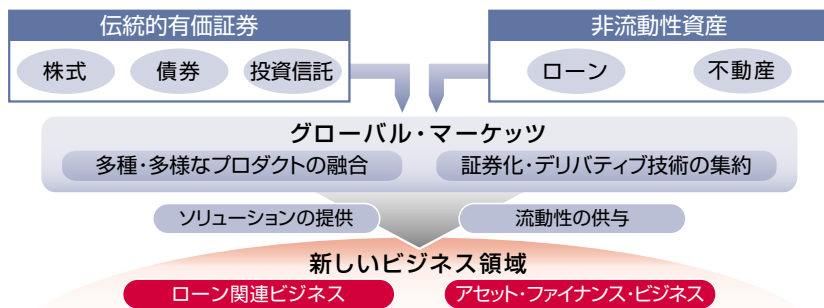 伝統的有価証券
非流動性資産
株式
債券
投資信託
ローン
不動産
グローバル・マーケッツ
多種・多様なプロダクトの融合
証券化・デリバティブ技術の集約
ソリューションの提供
流動性の供与
新しいビジネス領域
ローン関連ビジネス
アセット・ファイナンス・ビジネス